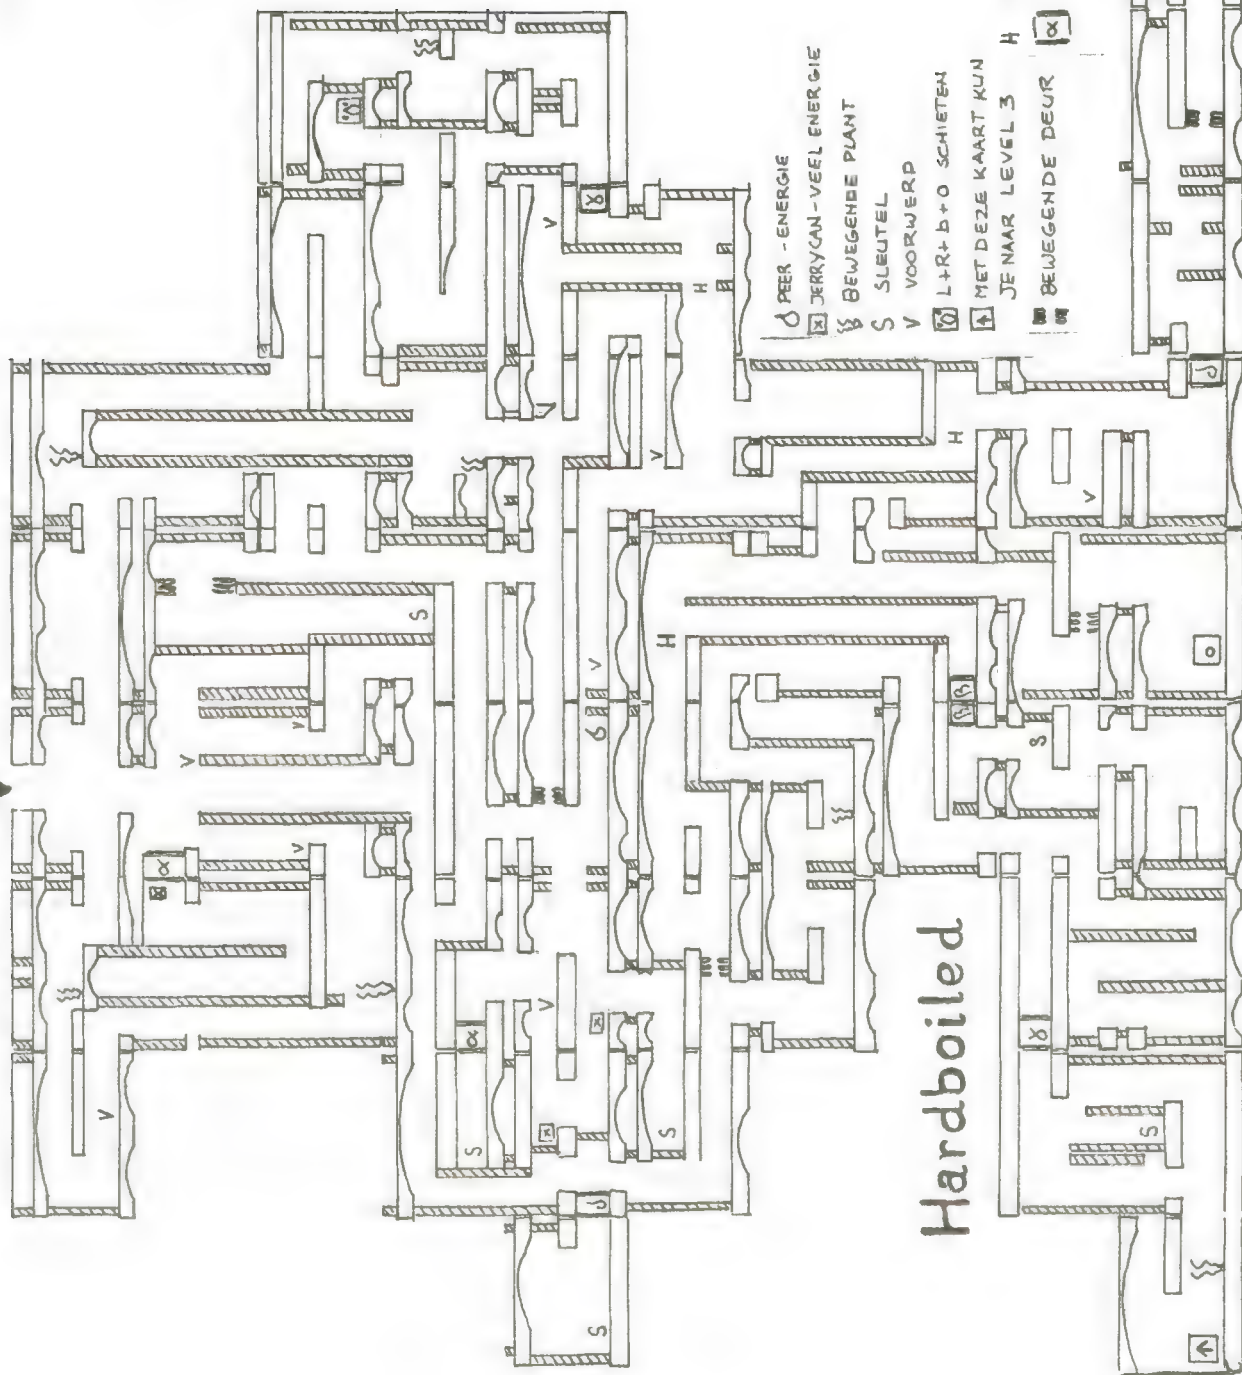 Hardboiled
PEER - ENERGIE
JERRYCAN - VEEL ENERGIE
BEWEGENDE PLANT
S SLEUTEL
V VOORWERP
L+R+b+O SCHIETEN
MET DEZE KAART KUN
JE NAAR LEVEL 3
H
BEWEGENDE DEUR
α